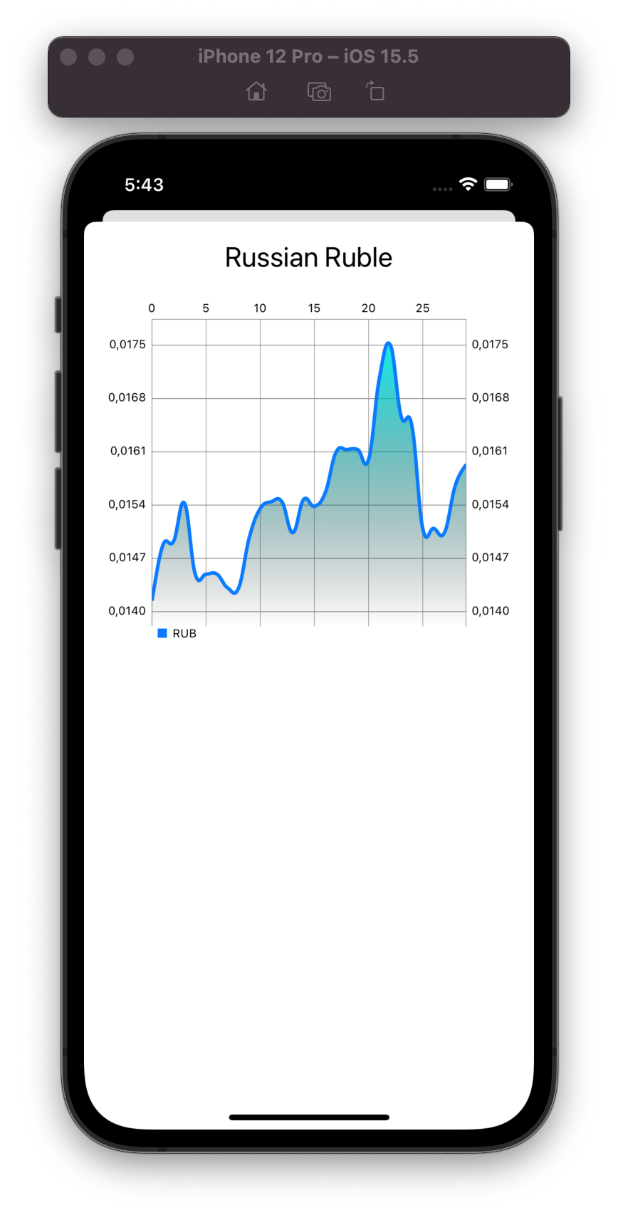 iPhone 12 Pro – iOS 15.5
5:43
Russian Ruble
0 5 10 15 20 25
0,0175 0,0175
0,0168 0,0168
0,0161 0,0161
0,0154 0,0154
0,0147 0,0147
0,0140 0,0140
RUB